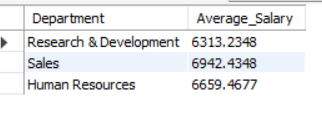 Department Average_Salary
Research & Development 6313.2348
Sales 6942.4348
Human Resources 6659.4677